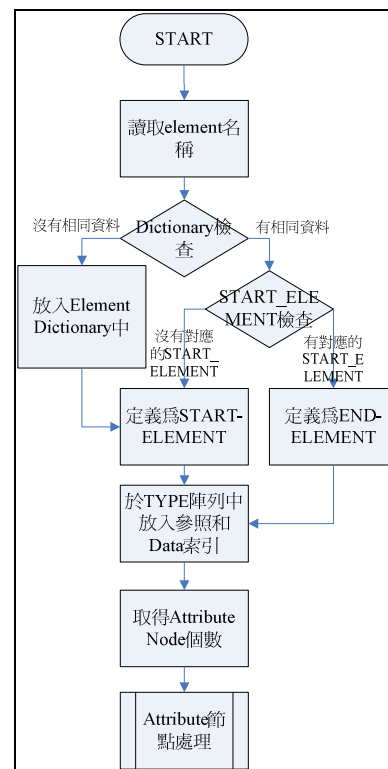 START
讀取element名
稱
Dictionary檢
查
沒有相同資料
有相同資料
放入Element
Dictionary中
START_ELE
MENT檢查
沒有對應
的START_
ELEMENT
有對應的
START_E
LEMENT
定義為START-
ELEMENT
定義為END-
ELEMENT
於TYPE陣列中
放入參照和
Data索引
取得Attribute
Node個數
Attribute節
點處理